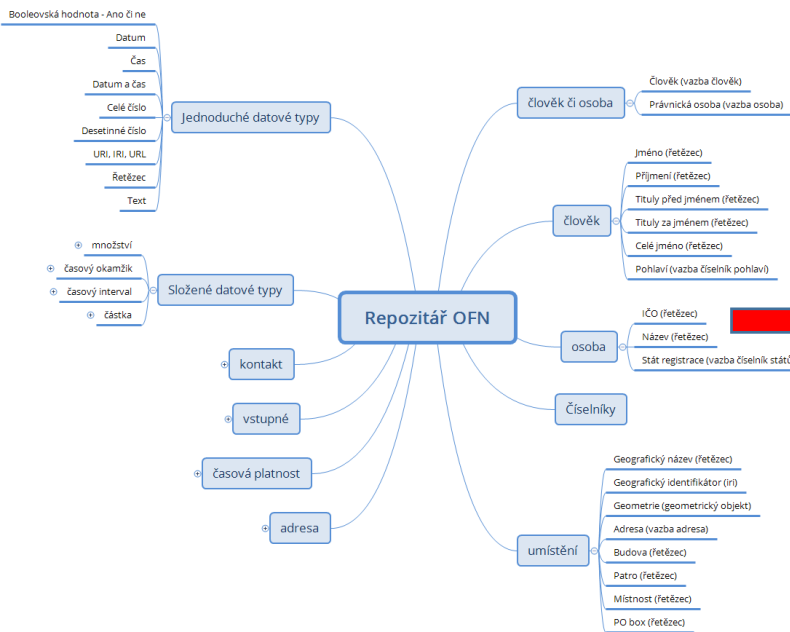 Booleovská hodnota - Ano či ne
Datum
Čas
Datum a čas
Celé číslo
Desetinné číslo
URI, IRI, URL
Řetězec
Text
Jednoduché datové typy
množství
časový okamžik
časový interval
částka
Složené datové typy
kontakt
vstupné
časová platnost
adresa
Repozitář OFN
člověk či osoba
Člověk (vazba člověk)
Právnická osoba (vazba osoba)
člověk
Jméno (řetězec)
Příjmení (řetězec)
Tituly před jménem (řetězec)
Tituly za jménem (řetězec)
Celé jméno (řetězec)
Pohlaví (vazba číselník pohlaví)
osoba
IČO (řetězec)
Název (řetězec)
Stát registrace (vazba číselník států
Číselníky
umístění
Geografický název (řetězec)
Geografický identifikátor (iri)
Geometrie (geometrický objekt)
Adresa (vazba adresa)
Budova (řetězec)
Patro (řetězec)
Místnost (řetězec)
PO box (řetězec)